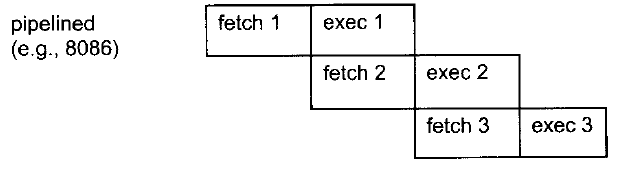 pipelined
(e.g., 8086)
fetch 1 exec 1
fetch 2 exec 2
fetch 3 exec 3